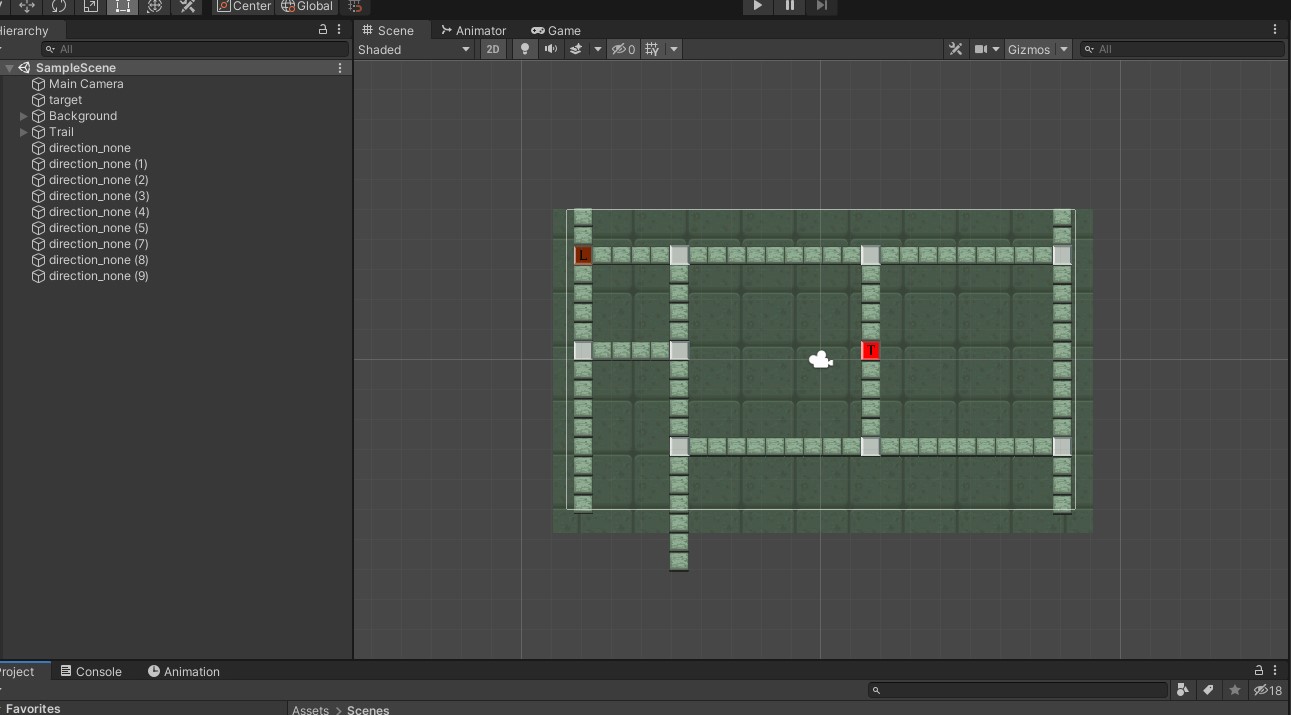 Center Global
Hierarchy Scene Animator Game
All Shaded 2D 0 Gizmos All
SampleScene
Main Camera
target
Background
Trail
direction_none
direction_none (1)
direction_none (2)
direction_none (3)
direction_none (4)
direction_none (5)
direction_none (7)
direction_none (8)
direction_none (9)
L
T
Project Console Animation
18
Favorites Assets > Scenes